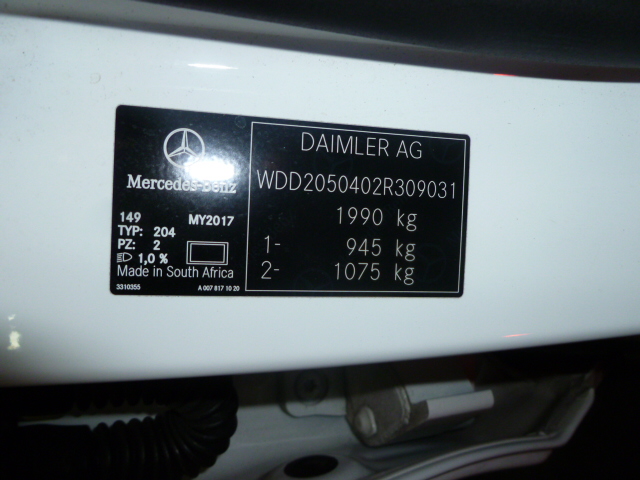 Mercedes-Benz
149 MY2017
TYP: 204
PZ: 2
1,0 %
Made in South Africa
3310355 A 007 817 10 20
DAIMLER AG
WDD2050402R309031
1990 kg
1- 945 kg
2- 1075 kg